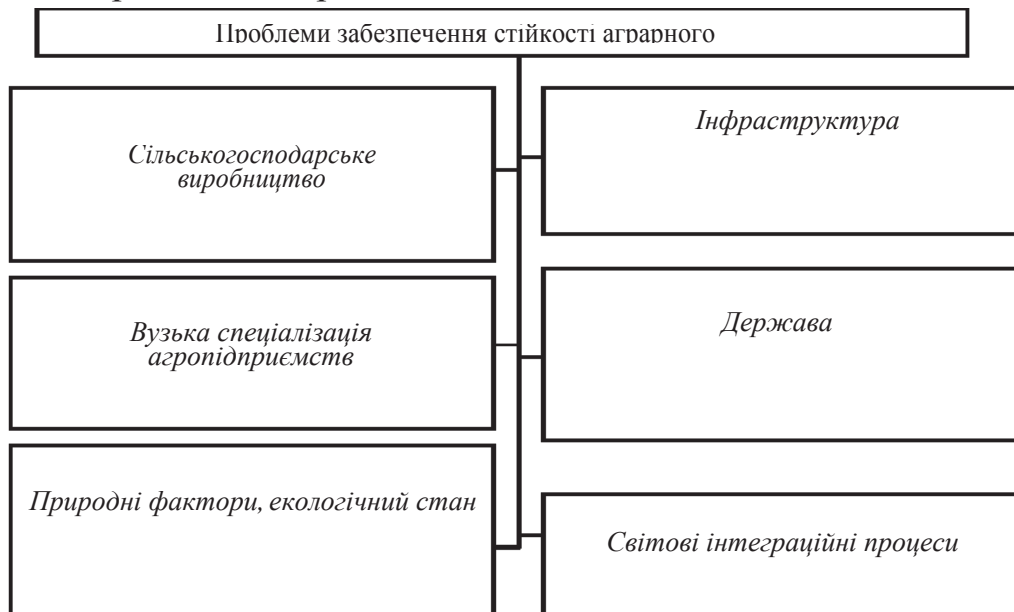 Проблеми забезпечення стійкості аграрного
Сільськогосподарське
виробництво
Інфраструктура
Вузька спеціалізація
агропідприємств
Держава
Природні фактори, екологічний стан
Світові інтеграційні процеси